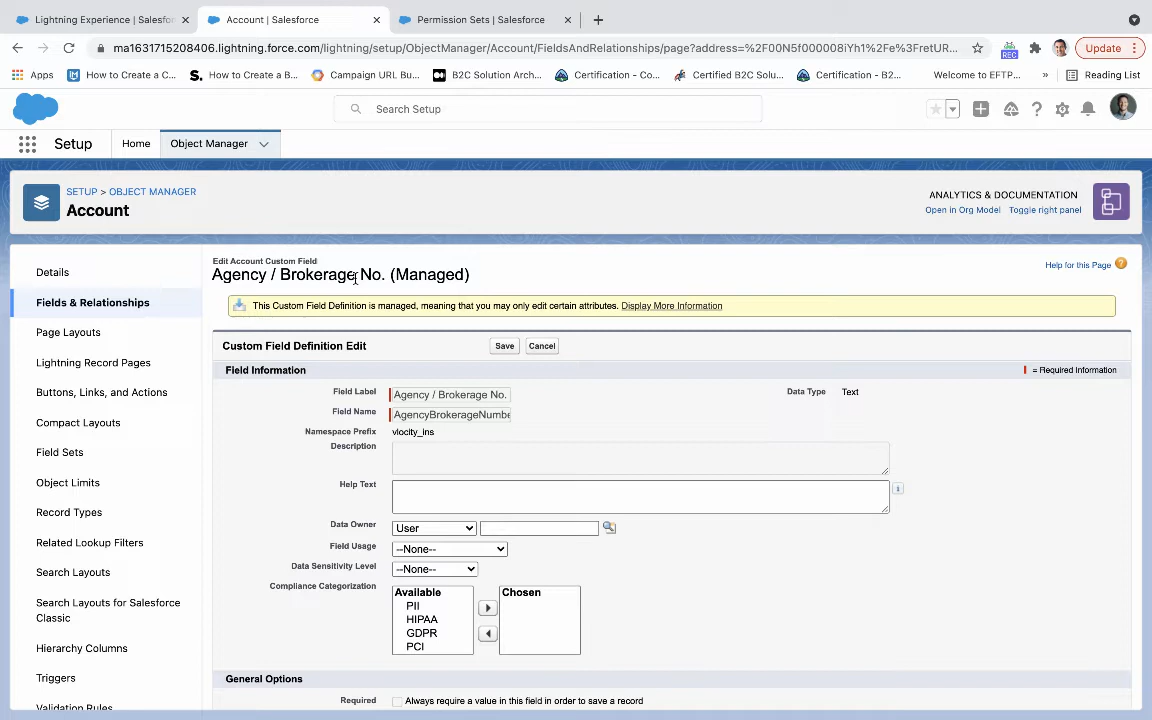 Lightning Experience | Salesfor
Account | Salesforce
Permission Sets | Salesforce
ma1631715208406.lightning.force.com/lightning/setup/ObjectManager/Account/FieldsAndRelationships/page?address=%2F00N5f000008iYh1%2Fe%3FretUR...
REC
Update
Apps
How to Create a C...
How to Create a B...
Campaign URL Bu...
B2C Solution Arch...
Certification - Co...
Certified B2C Solu...
Certification - B2...
Welcome to EFTP...
»
Reading List
Search Setup
Setup
Home
Object Manager
SETUP > OBJECT MANAGER
Account
ANALYTICS & DOCUMENTATION
Open in Org Model Toggle right panel
Details
Fields & Relationships
Page Layouts
Lightning Record Pages
Buttons, Links, and Actions
Compact Layouts
Field Sets
Object Limits
Record Types
Related Lookup Filters
Search Layouts
Search Layouts for Salesforce
Classic
Hierarchy Columns
Triggers
Validation Rules
Edit Account Custom Field
Agency / Brokerage No. (Managed)
Help for this Page
This Custom Field Definition is managed, meaning that you may only edit certain attributes. Display More Information
Custom Field Definition Edit
Save
Cancel
Field Information
= Required Information
Field Label
Agency / Brokerage No.
Data Type
Text
Field Name
AgencyBrokerageNumbe
Namespace Prefix
vlocity_ins
Description
Help Text
Data Owner
User
Field Usage
--None--
Data Sensitivity Level
--None--
Compliance Categorization
Available
PII
HIPAA
GDPR
PCI
Chosen
General Options
Required
Always require a value in this field in order to save a record